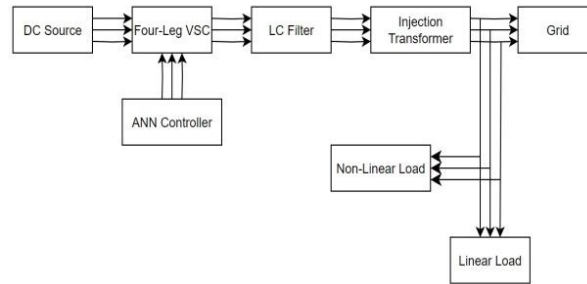 DC Source
Four-Leg VSC
LC Filter
Injection
Transformer
Grid
ANN Controller
Non-Linear Load
Linear Load